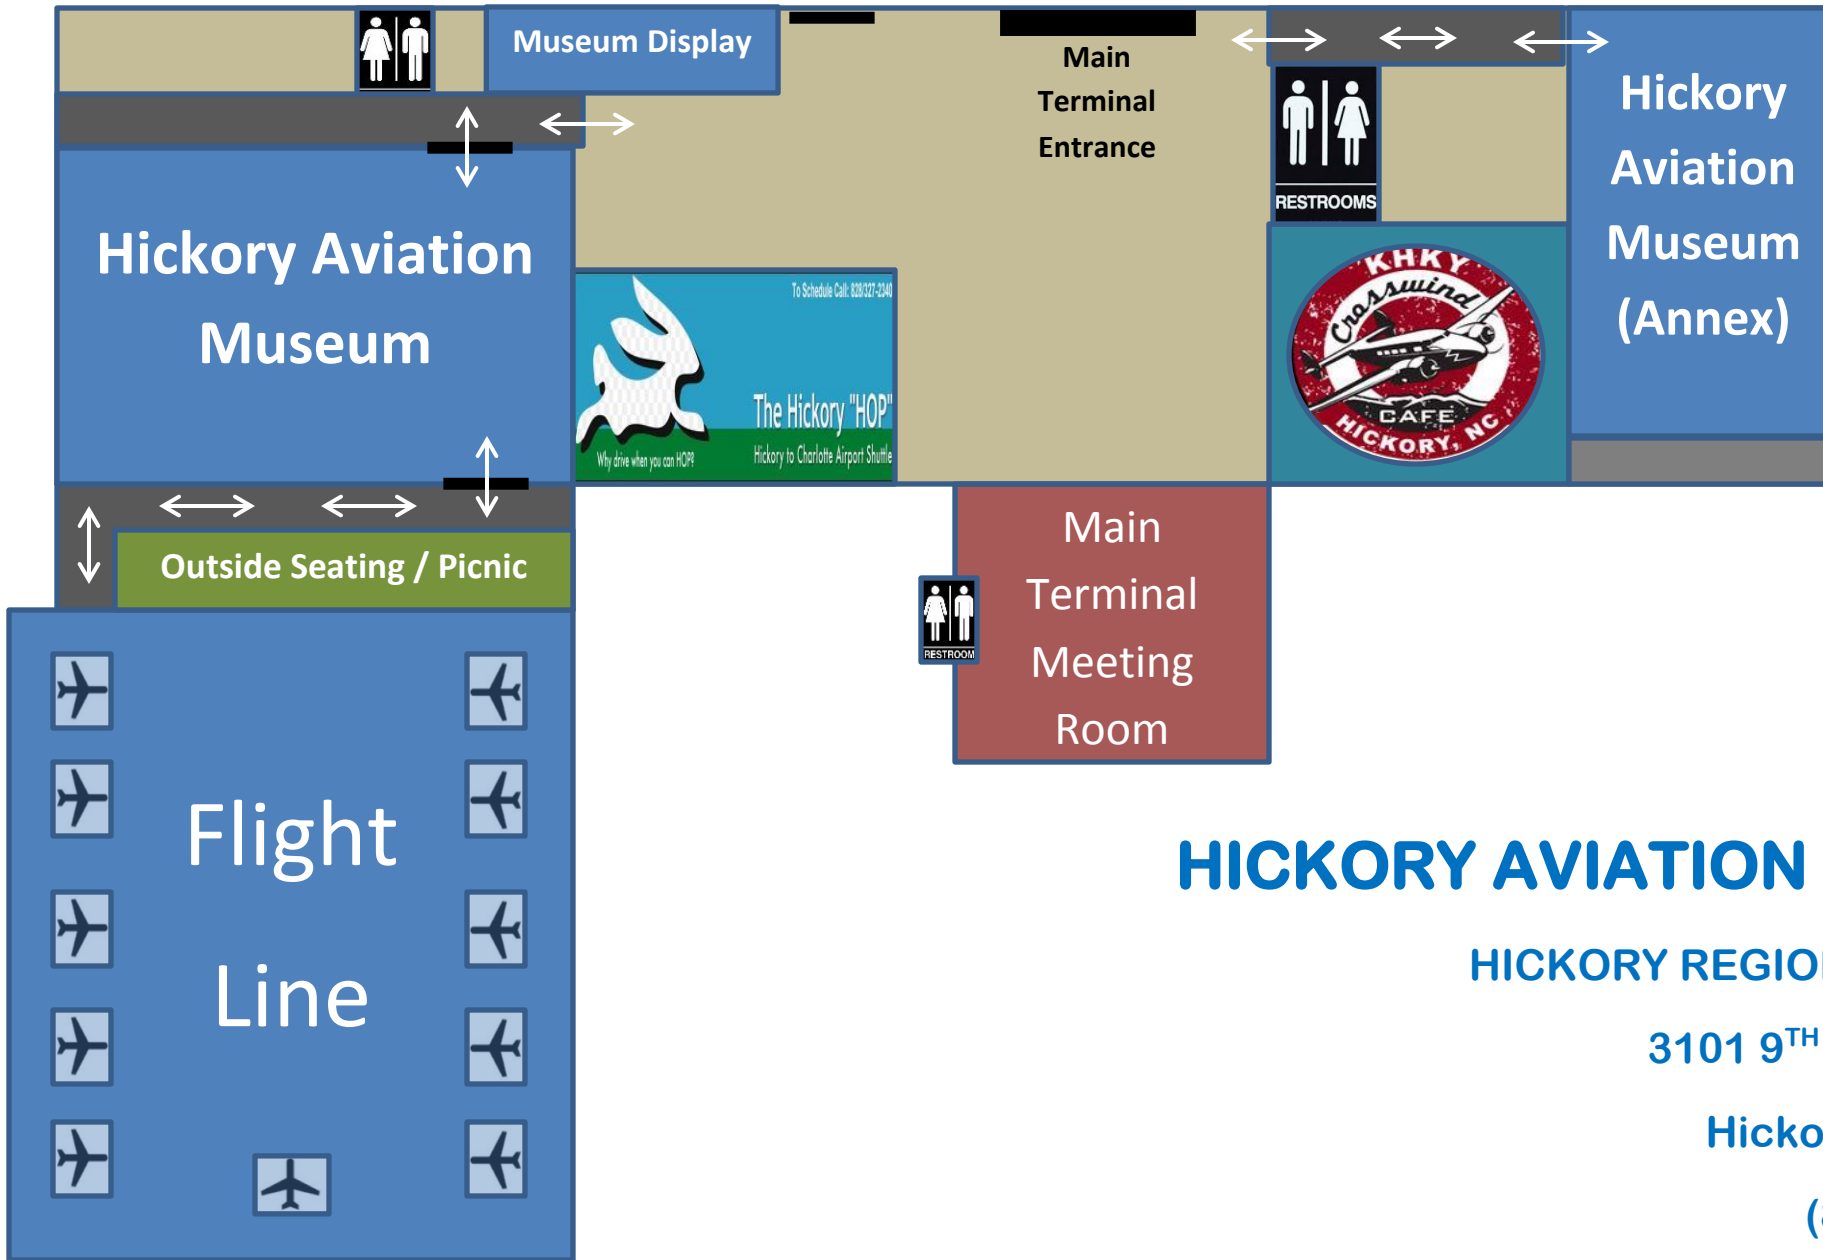 Museum Display
Main
Terminal
Entrance
RESTROOMS
Hickory
Aviation
Museum
(Annex)
Hickory Aviation
Museum
To Schedule Call: 828/327-2340
The Hickory "HOP"
Why drive when you can HOP?
Hickory to Charlotte Airport Shuttle
KHKY
Crosswind
CAFE
HICKORY, NC
Outside Seating / Picnic
Main
Terminal
Meeting
Room
RESTROOM
Flight
Line
HICKORY AVIATION
HICKORY REGION
3101 9TH
Hicko
(8